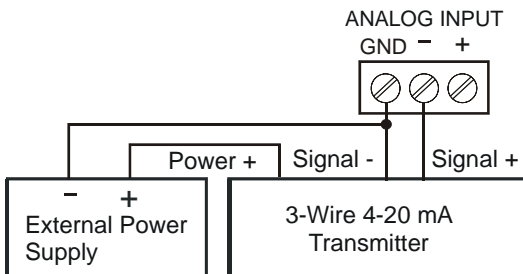 ANALOG INPUT
GND − +
Power + Signal - Signal +
− +
External Power
Supply
3-Wire 4-20 mA
Transmitter